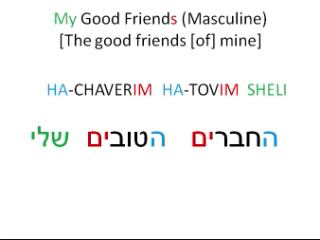 My Good Friends (Masculine)
[The good friends [of] mine]
HA-CHAVERIM HA-TOVIM SHELI
החברים הטובים שלי